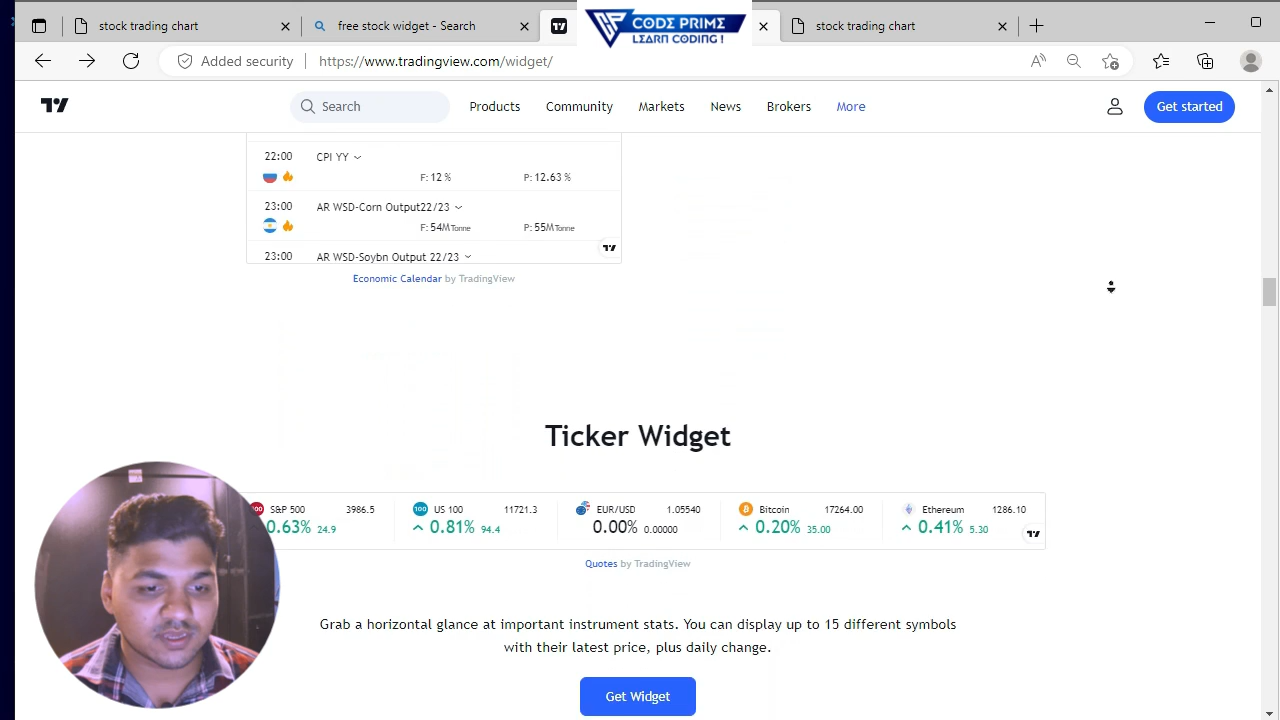 stock trading chart
stock widget - Search
CODE PRIME
LEARN CODING !
stock trading chart
Added security
https://www.tradingview.com/widget/
Search
Products
Community
Markets
News
Brokers
More
Get started
22:00
CPI YY
F: 12 %
P: 12.63 %
23:00
AR WSD-Corn Output22/23
F: 54M Tonne
P: 55M Tonne
23:00
AR WSD-Soybn Output 22/23
Economic Calendar by TradingView
Ticker Widget
S&P 500 3986.5
0.63% 24.9
100 US 100 11721.3
0.81% 94.4
EUR/USD 1.05540
0.00% 0.00000
Bitcoin 17264.00
0.20% 35.00
Ethereum 1286.10
0.41% 5.30
Quotes by TradingView
Grab a horizontal glance at important instrument stats. You can display up to 15 different symbols
with their latest price, plus daily change.
Get Widget